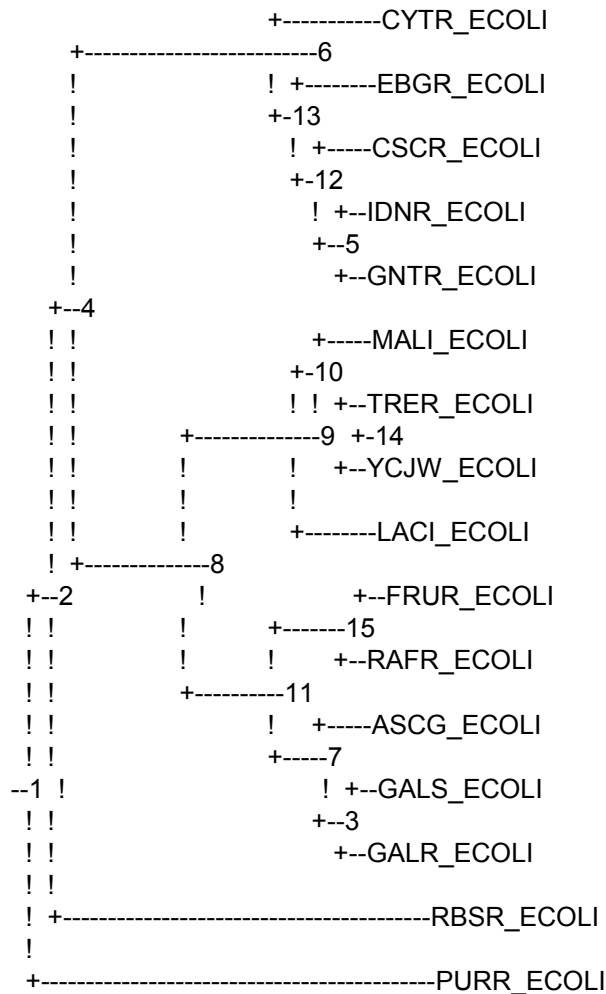 +-----------CYTR_ECOLI
+--------------------------6
! ! +--------EBGR_ECOLI
! +-13
! ! +-----CSCR_ECOLI
! +-12
! ! +--IDNR_ECOLI
! +--5
! +--GNTR_ECOLI
+--4
! ! +-----MALI_ECOLI
! ! +-10
! ! ! ! +--TRER_ECOLI
! ! +--------------9 +-14
! ! ! ! +--YCJW_ECOLI
! ! ! !
! ! ! +--------LACI_ECOLI
! +--------------8
+--2 ! +--FRUR_ECOLI
! ! ! +-------15
! ! ! ! +--RAFR_ECOLI
! ! +----------11
! ! ! +-----ASCG_ECOLI
! ! +-----7
--1 ! ! +--GALS_ECOLI
! ! +--3
! ! +--GALR_ECOLI
! !
! +-----------------------------------------RBSR_ECOLI
!
+--------------------------------------------PURR_ECOLI